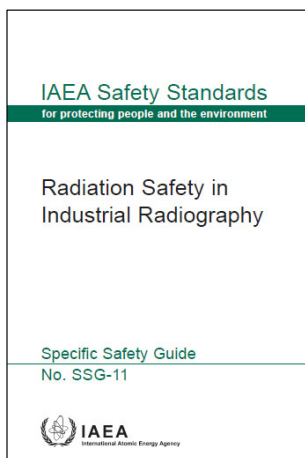 IAEA Safety Standards
for protecting people and the environment
Radiation Safety in
Industrial Radiography
Specific Safety Guide
No. SSG-11
IAEA
International Atomic Energy Agency